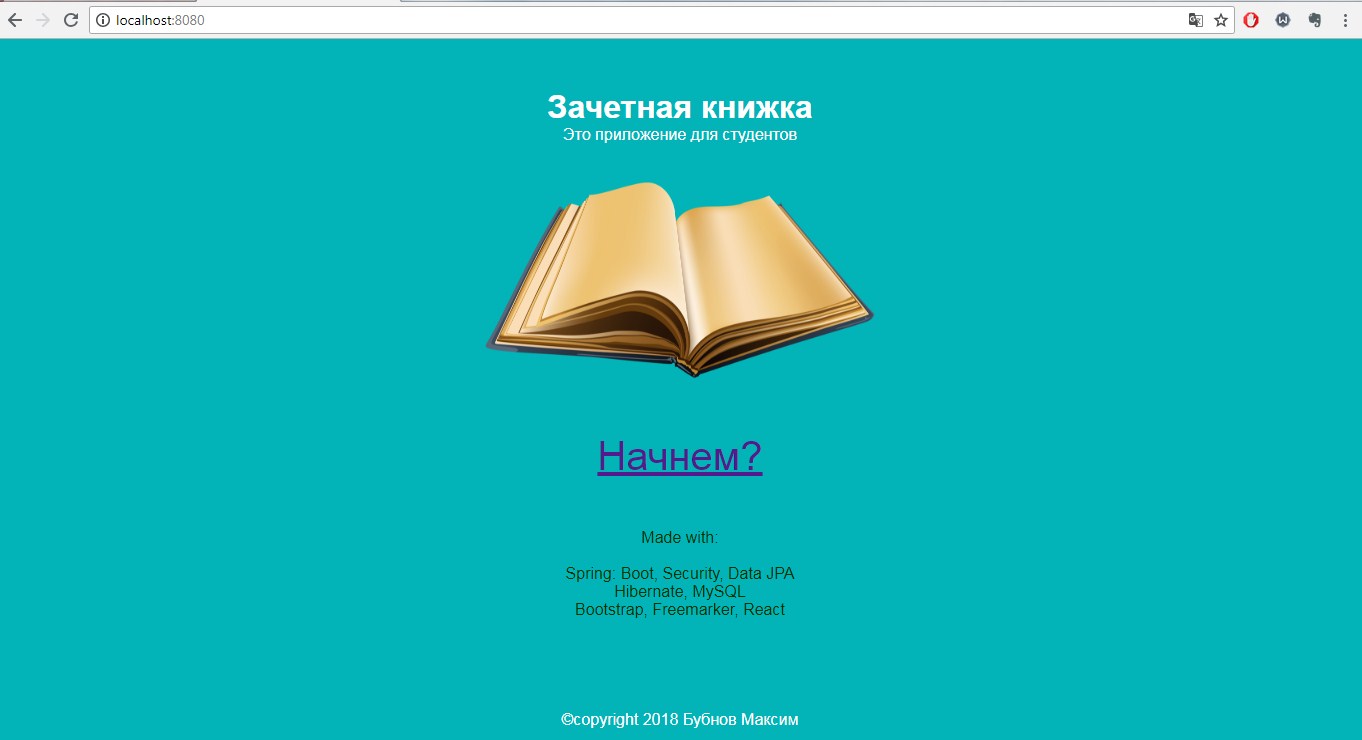 localhost:8080
Зачетная книжка
Это приложение для студентов
Начнем?
Made with:
Spring: Boot, Security, Data JPA
Hibernate, MySQL
Bootstrap, Freemarker, React
©copyright 2018 Бубнов Максим